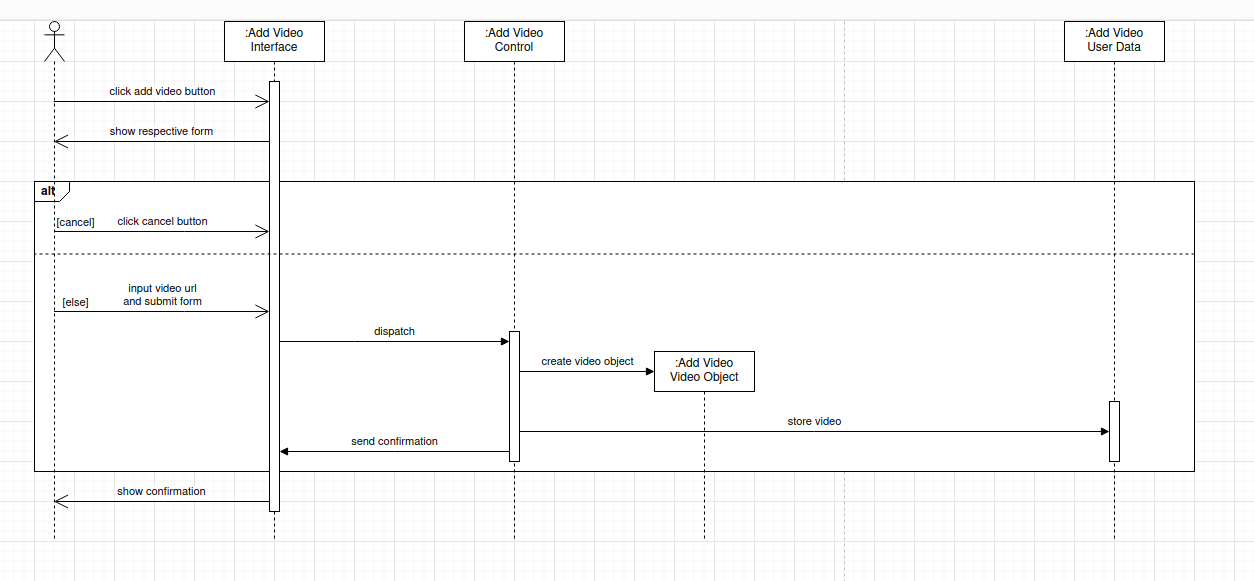 :Add Video
Interface
:Add Video
Control
:Add Video
User Data
click add video button
show respective form
alt
[cancel]
click cancel button
input video url
and submit form
[else]
dispatch
create video object
:Add Video
Video Object
store video
send confirmation
show confirmation